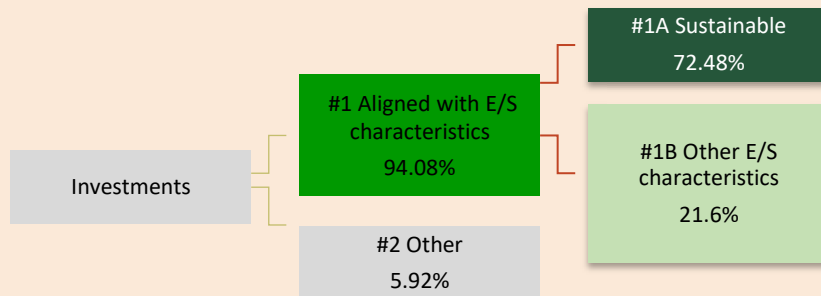 Investments
#1 Aligned with E/S
characteristics
94.08%
#2 Other
5.92%
#1A Sustainable
72.48%
#1B Other E/S
characteristics
21.6%